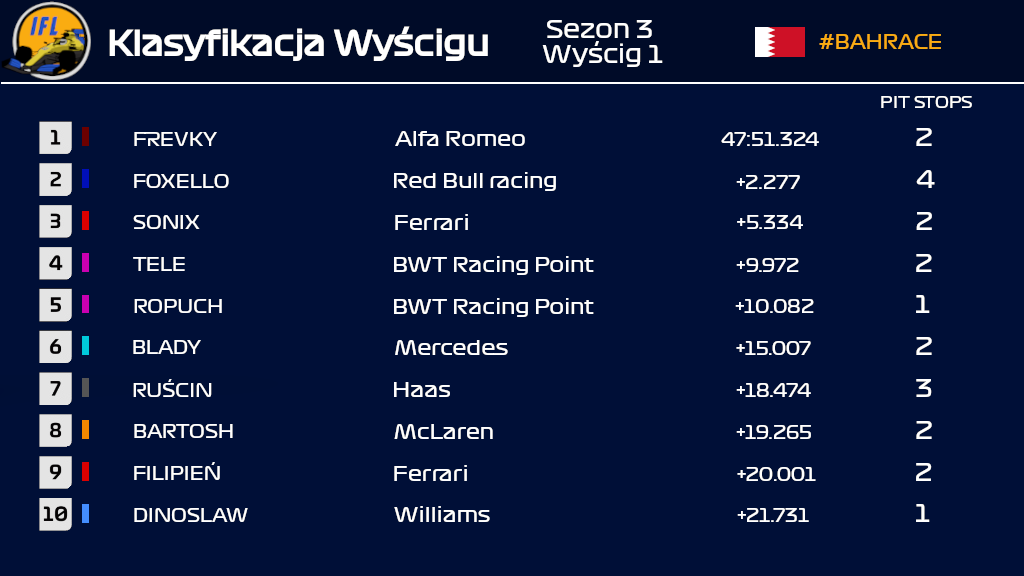 IFL
Klasyfikacja Wyścigu
Sezon 3
Wyścig 1
#BAHRACE
PIT STOPS
1 FREVKY Alfa Romeo 47:51.324 2
2 FOXELLO Red Bull racing +2.277 4
3 SONIX Ferrari +5.334 2
4 TELE BWT Racing Point +9.972 2
5 ROPUCH BWT Racing Point +10.082 1
6 BLADY Mercedes +15.007 2
7 RUŚCIN Haas +18.474 3
8 BARTOSH McLaren +19.265 2
9 FILIPIEŃ Ferrari +20.001 2
10 DINOSLAW Williams +21.731 1